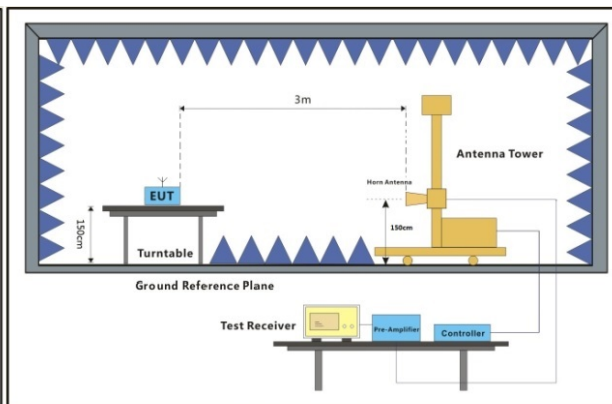 3m
Antenna Tower
Horn Antenna
EUT
150cm
150cm
Turntable
Ground Reference Plane
Test Receiver
Pre-Amplifier
Controller